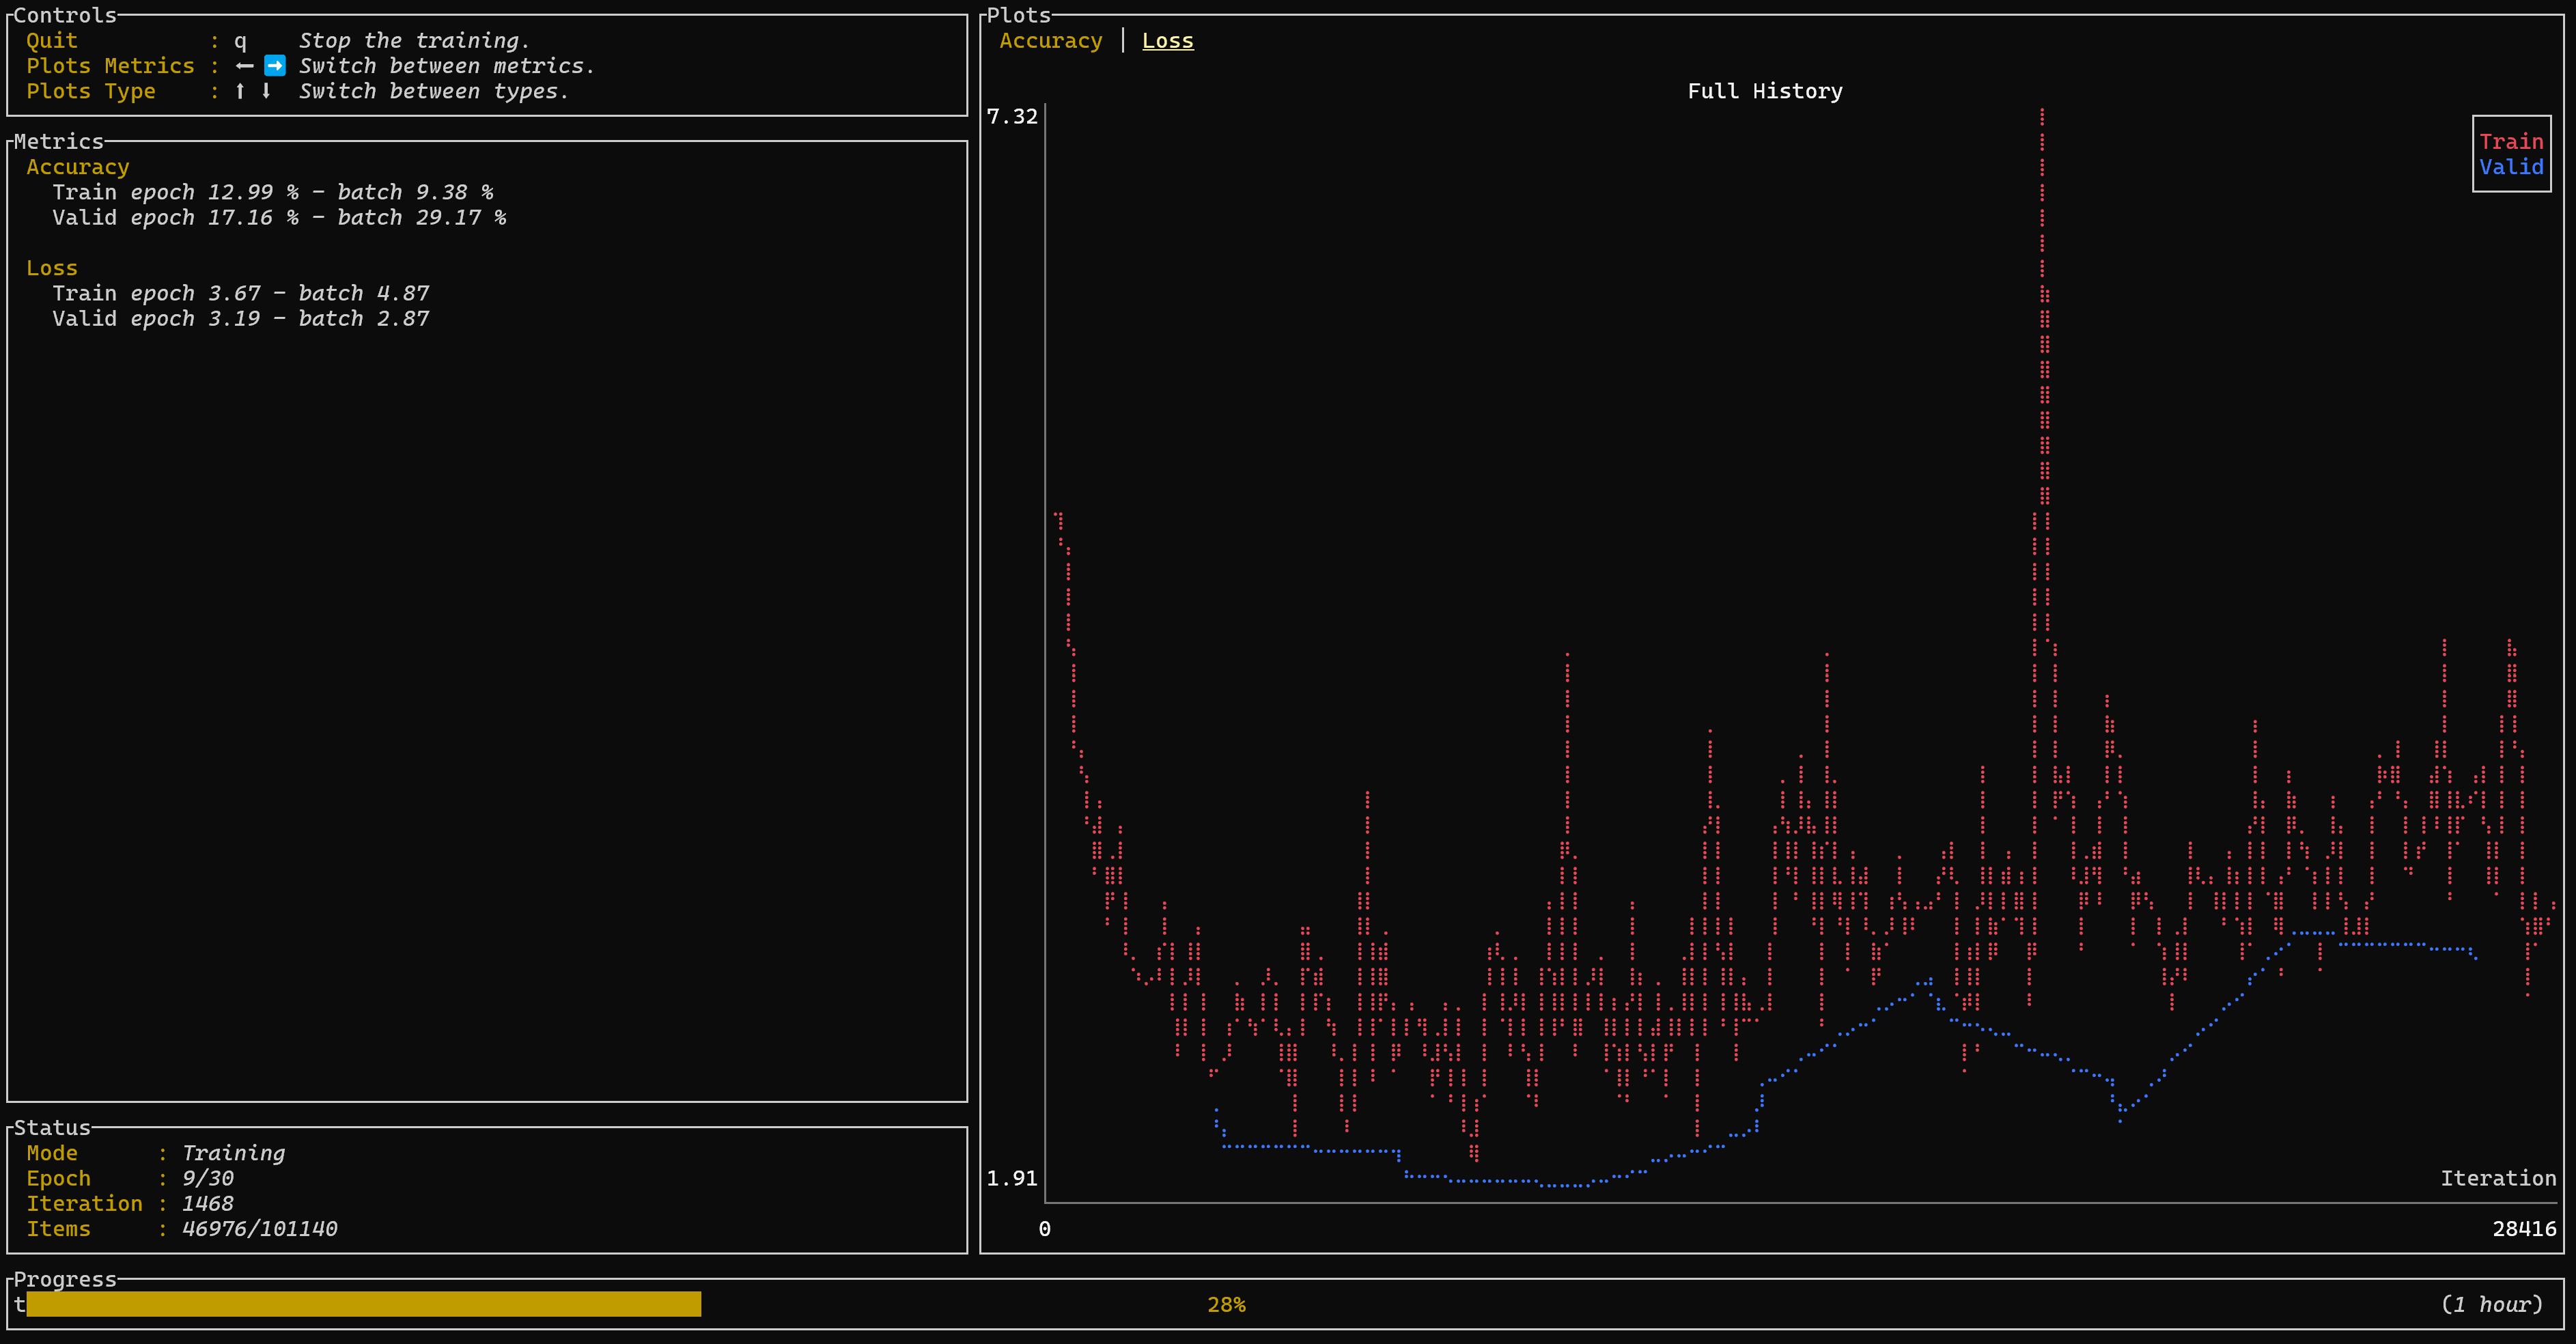 Controls
Quit : q Stop the training.
Plots Metrics : ← ➡ Switch between metrics.
Plots Type : ↑ ↓ Switch between types.
Metrics
Accuracy
Train epoch 12.99 % - batch 9.38 %
Valid epoch 17.16 % - batch 29.17 %
Loss
Train epoch 3.67 - batch 4.87
Valid epoch 3.19 - batch 2.87
Status
Mode : Training
Epoch : 9/30
Iteration : 1468
Items : 46976/101140
Plots
Accuracy | Loss
Full History
7.32
Train
Valid
1.91
Iteration
0 28416
Progress
t 28% (1 hour)